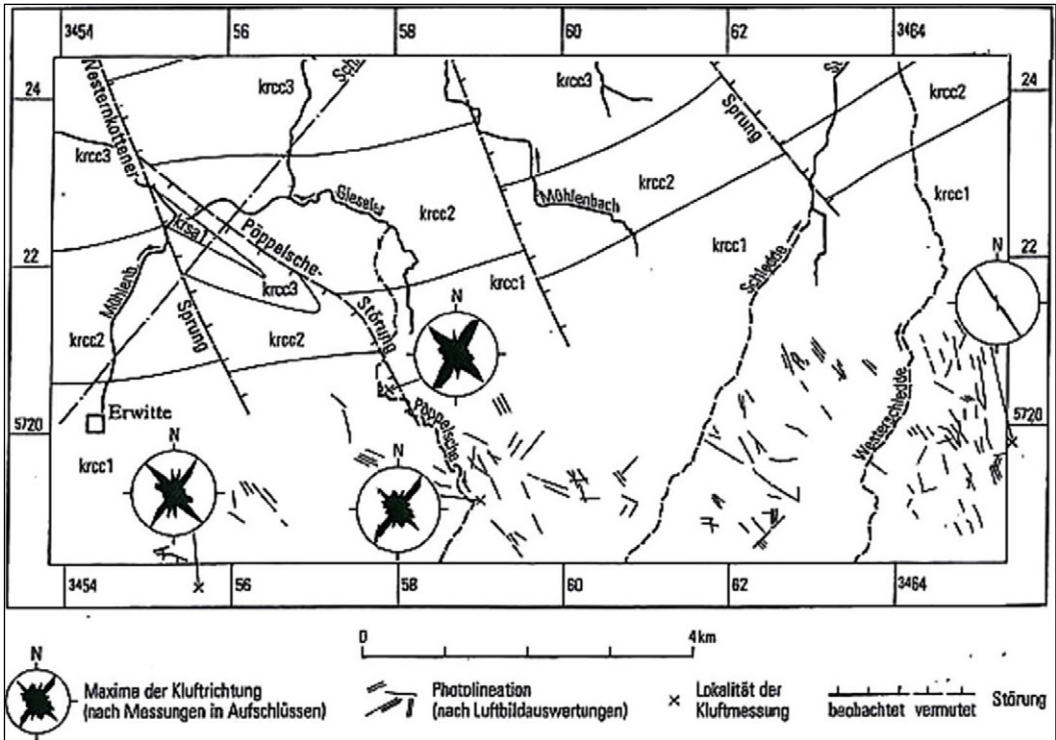 3454 56 58 60 62 3464
24 24
Westernkottener
krcc3
Sch
krcc3
Sprung
krcc2
krcc3
krcc1
Gieseler
krcc2
Möhlenbach
krcc2
krcc1
krsa1
Pöppelsche-
22 22
Schledde
N
Möhlenb
krcc3
krcc1
Störung
Sprung
krcc2
krcc2
N
Erwitte
Pöppelsche
Westerschledde
5720 5720
krcc1
N
N
3454 56 58 60 62 3464
0 4km
N
Maxima der Kluftrichtung
(nach Messungen in Aufschlüssen)
Photolineation
(nach Luftbildauswertungen)
Lokalität der
Kluftmessung
beobachtet vermutet
Störung